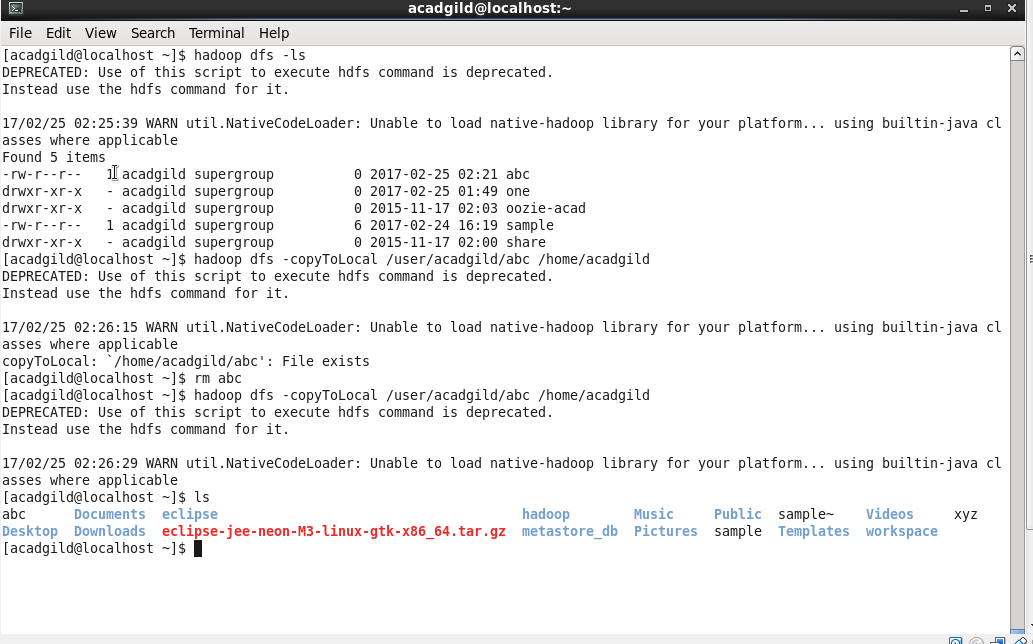 acadgild@localhost:~
File Edit View Search Terminal Help
[acadgild@localhost ~]$ hadoop dfs -ls
DEPRECATED: Use of this script to execute hdfs command is deprecated.
Instead use the hdfs command for it.
17/02/25 02:25:39 WARN util.NativeCodeLoader: Unable to load native-hadoop library for your platform... using builtin-java cl
asses where applicable
Found 5 items
-rw-r--r--   1 acadgild supergroup          0 2017-02-25 02:21 abc
drwxr-xr-x   - acadgild supergroup          0 2017-02-25 01:49 one
drwxr-xr-x   - acadgild supergroup          0 2015-11-17 02:03 oozie-acad
-rw-r--r--   1 acadgild supergroup          6 2017-02-24 16:19 sample
drwxr-xr-x   - acadgild supergroup          0 2015-11-17 02:00 share
[acadgild@localhost ~]$ hadoop dfs -copyToLocal /user/acadgild/abc /home/acadgild
DEPRECATED: Use of this script to execute hdfs command is deprecated.
Instead use the hdfs command for it.
17/02/25 02:26:15 WARN util.NativeCodeLoader: Unable to load native-hadoop library for your platform... using builtin-java cl
asses where applicable
copyToLocal: `/home/acadgild/abc': File exists
[acadgild@localhost ~]$ rm abc
[acadgild@localhost ~]$ hadoop dfs -copyToLocal /user/acadgild/abc /home/acadgild
DEPRECATED: Use of this script to execute hdfs command is deprecated.
Instead use the hdfs command for it.
17/02/25 02:26:29 WARN util.NativeCodeLoader: Unable to load native-hadoop library for your platform... using builtin-java cl
asses where applicable
[acadgild@localhost ~]$ ls
abc      Documents  eclipse                                      hadoop        Music     Public  sample~    Videos     xyz
Desktop  Downloads  eclipse-jee-neon-M3-linux-gtk-x86_64.tar.gz  metastore_db  Pictures  sample  Templates  workspace
[acadgild@localhost ~]$